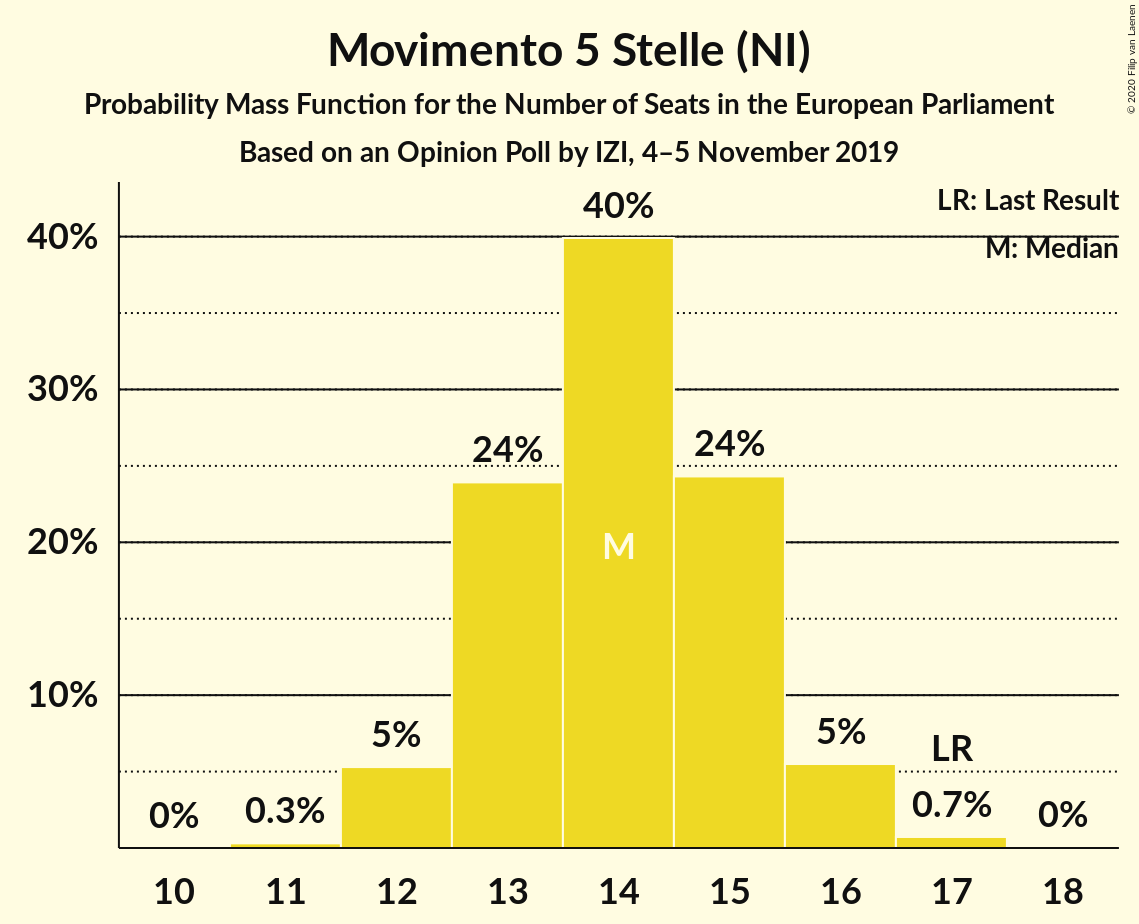 Movimento 5 Stelle (NI)
Probability Mass Function for the Number of Seats in the European Parliament
Based on an Opinion Poll by IZI, 4–5 November 2019
© 2020 Filip van Laenen
LR: Last Result
M: Median
40%
30%
20%
10%
0%
0.3%
5%
24%
40%
M
24%
5%
LR
0.7%
0%
10 11 12 13 14 15 16 17 18